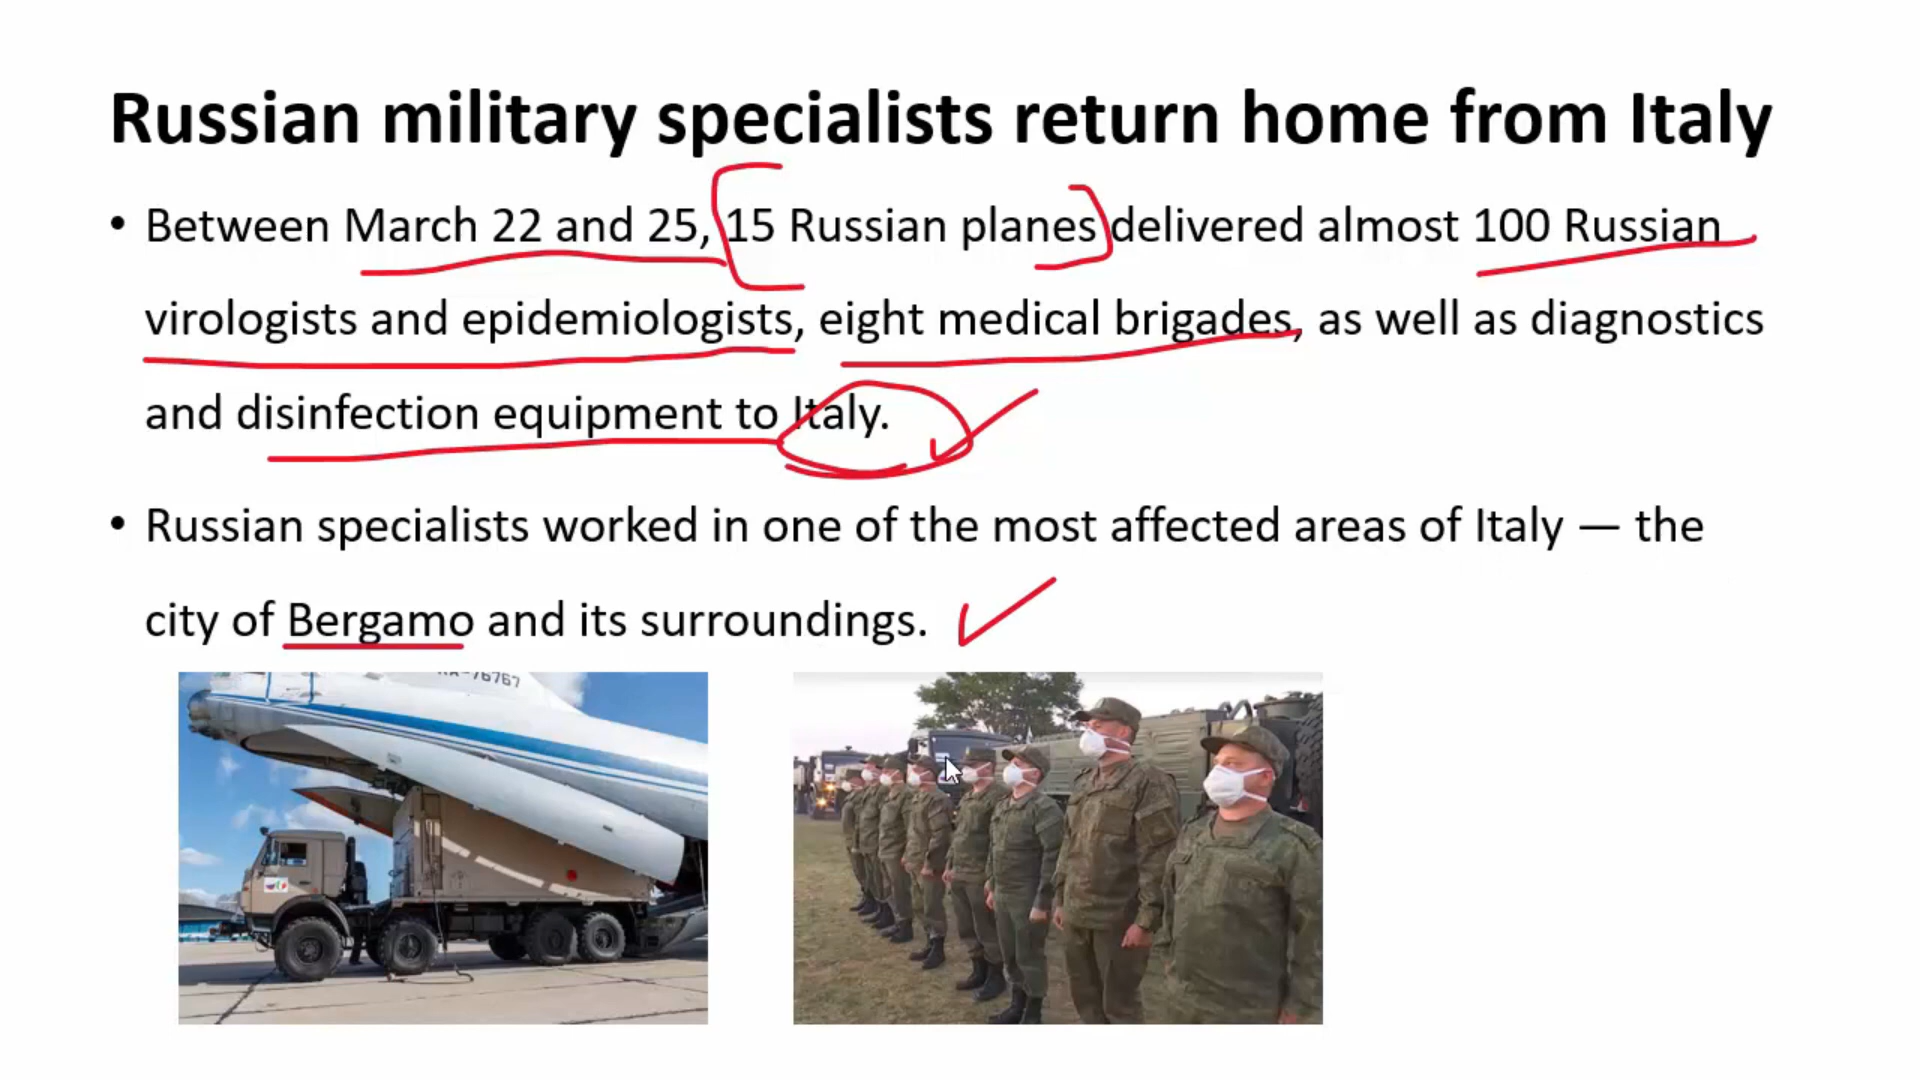 Russian military specialists return home from Italy
• Between March 22 and 25, 15 Russian planes delivered almost 100 Russian
virologists and epidemiologists, eight medical brigades, as well as diagnostics
and disinfection equipment to Italy.
• Russian specialists worked in one of the most affected areas of Italy — the
city of Bergamo and its surroundings.
76767